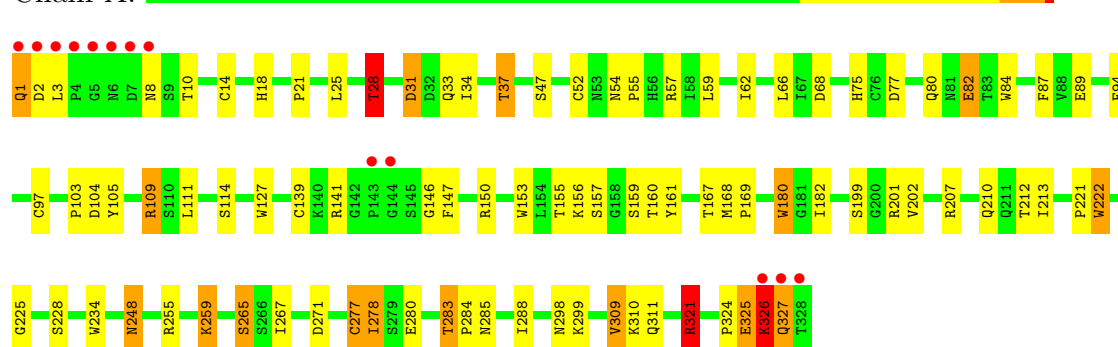 Chain A:
Q1 D2 L3 P4 G5 N6 D7 N8 S9 T10 C14 H18 P21 L25 T28 D31 D32 Q33 I34 T37 S47 C52 N53 N54 P55 H56 R57 I58 L59 I62 L66 I67 D68 H75 C76 D77 Q80 N81 E82 T83 W84 F87 V88 E89
C97 P103 D104 Y105 R109 S110 L111 S114 W127 C139 K140 R141 G142 P143 G144 S145 G146 F147 R150 W153 L154 T155 K156 S157 G158 S159 T160 Y161 T167 M168 P169 W180 G181 I182 S199 G200 R201 V202 R207 Q210 Q211 T212 I213 P221 W222
G225 S228 W234 N248 R255 K259 S265 S266 I267 D271 C277 I278 S279 E280 T283 P284 N285 I288 N298 K299 V309 K310 Q311 R321 P324 E325 K326 Q327 T328